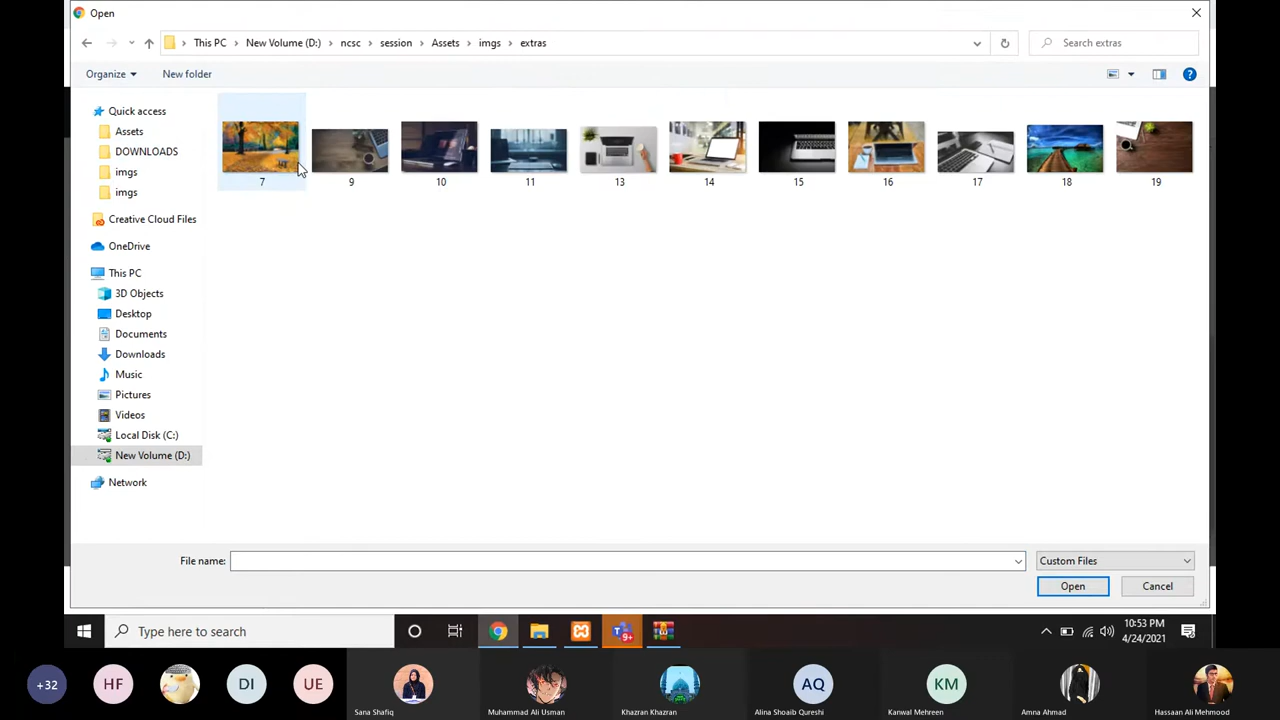 Open
This PC > New Volume (D:) > ncsc > session > Assets > imgs > extras
Search extras
Organize
New folder
Quick access
Assets
DOWNLOADS
imgs
imgs
Creative Cloud Files
OneDrive
This PC
3D Objects
Desktop
Documents
Downloads
Music
Pictures
Videos
Local Disk (C:)
New Volume (D:)
Network
7
9
10
11
13
14
15
16
17
18
19
File name:
Custom Files
Open
Cancel
Type here to search
9+
10:53 PM
4/24/2021
+32
HF
DI
UE
AQ
KM
Sana Shafiq
Muhammad Ali Usman
Khazran Khazran
Alina Shoaib Qureshi
Kanwal Mehreen
Amna Ahmad
Hassaan Ali Mehmood